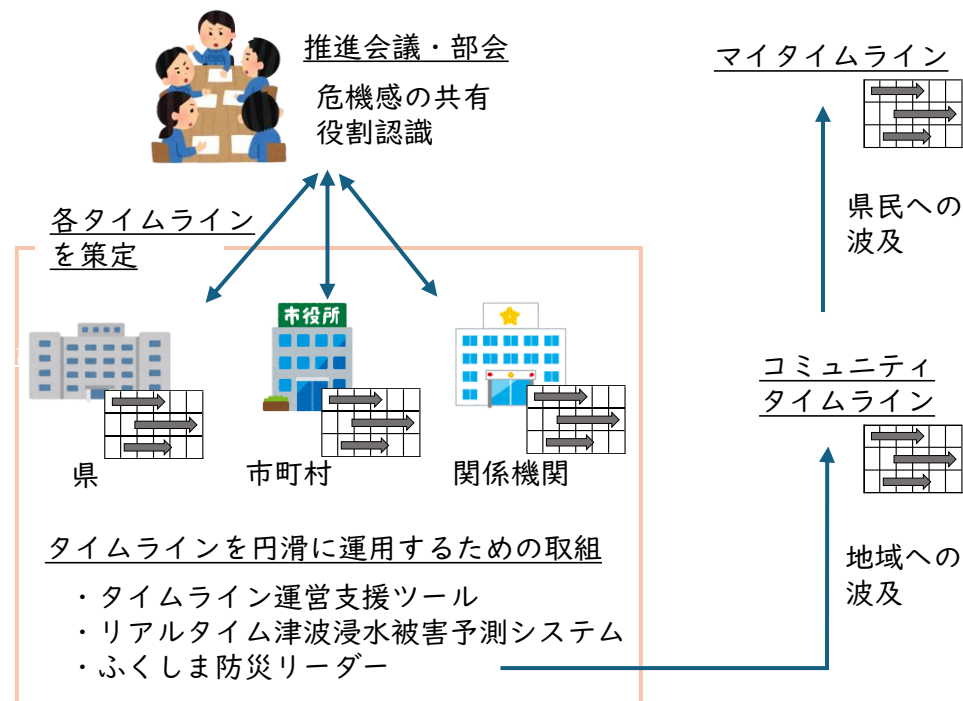 推進会議・部会
危機感の共有
役割認識
各タイムライン
を策定
市役所
県
市町村
関係機関
タイムラインを円滑に運用するための取組
・タイムライン運営支援ツール
・リアルタイム津波浸水被害予測システム
・ふくしま防災リーダー
マイタイムライン
県民への
波及
コミュニティ
タイムライン
地域への
波及